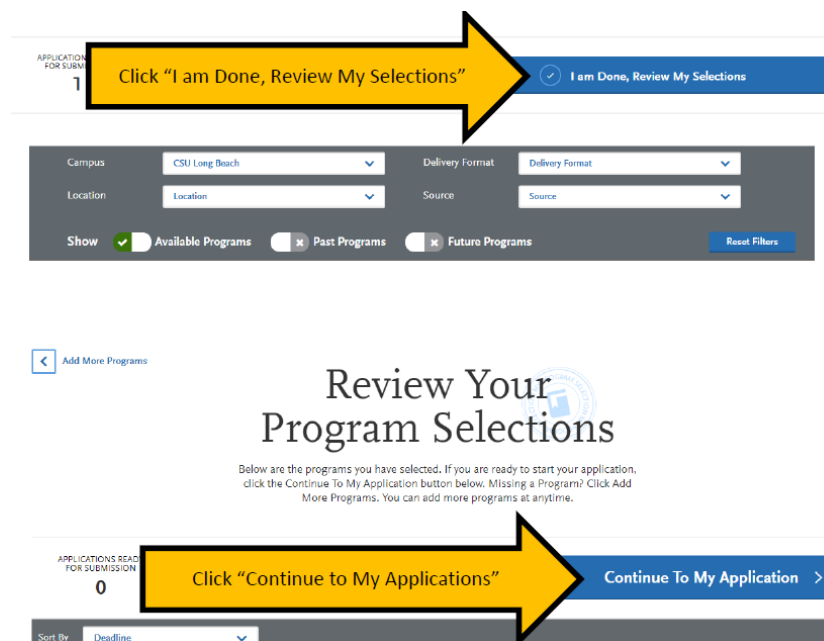 APPLICATION
FOR SUBM
1
Click “I am Done, Review My Selections”
I am Done, Review My Selections
Campus
CSU Long Beach
Delivery Format
Delivery Format
Location
Location
Source
Source
Show
Available Programs
Past Programs
Future Programs
Reset Filters
Add More Programs
Review Your
Program Selections
Below are the programs you have selected. If you are ready to start your application,
click the Continue To My Application button below. Missing a Program? Click Add
More Programs. You can add more programs at anytime.
APPLICATIONS READ
FOR SUBMISSION
0
Click “Continue to My Applications”
Continue To My Application
Sort By
Deadline